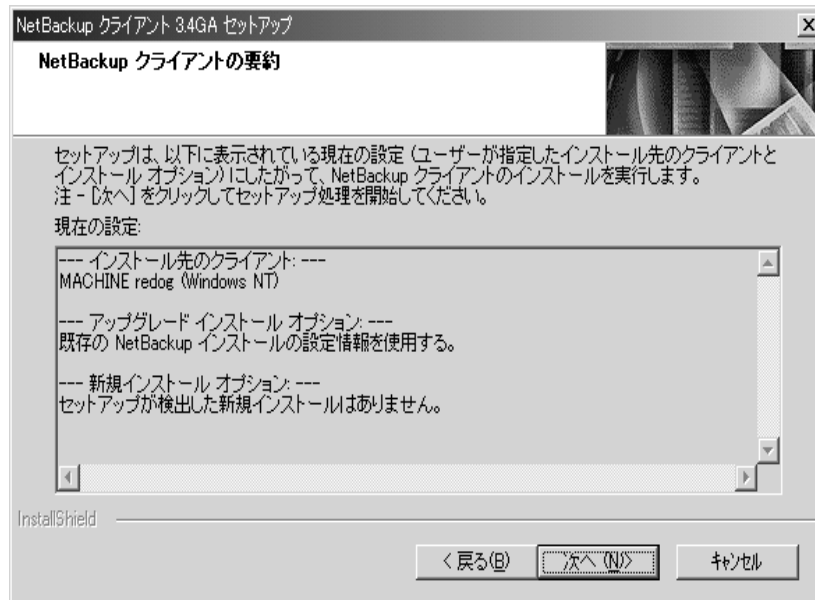 NetBackup クライアント 3.4GA セットアップ
NetBackup クライアントの要約
セットアップは、以下に表示されている現在の設定 (ユーザーが指定したインストール先のクライアントと
インストール オプション) にしたがって、NetBackup クライアントのインストールを実行します。
注 - [次へ] をクリックしてセットアップ処理を開始してください。
現在の設定:
--- インストール先のクライアント: ---
MACHINE redog (Windows NT)
--- アップグレード インストール オプション: ---
既存の NetBackup インストールの設定情報を使用する。
--- 新規インストール オプション: ---
セットアップが検出した新規インストールはありません。
InstallShield
< 戻る(B)
次へ (N)>
キャンセル